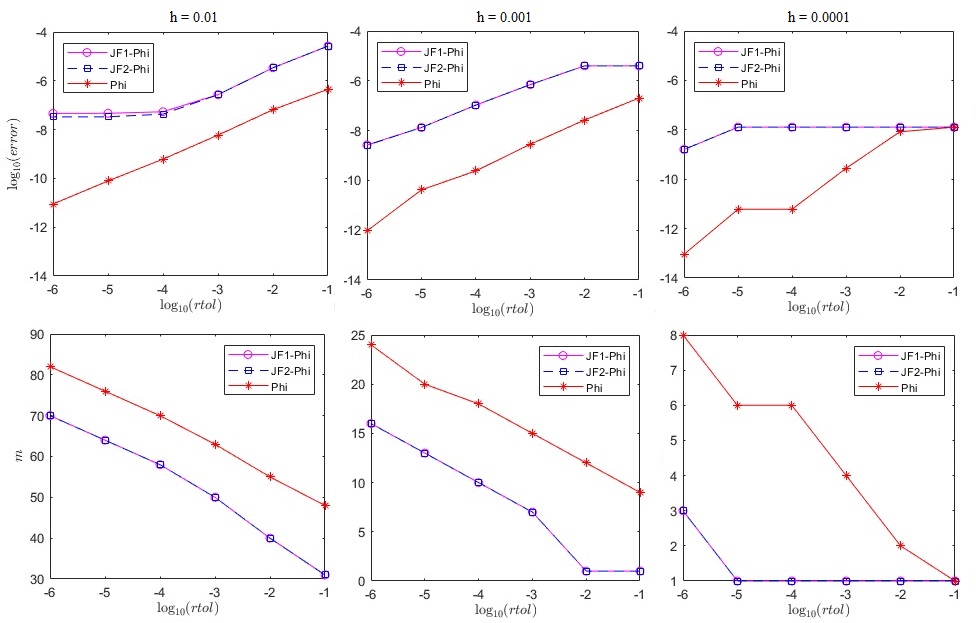 h = 0.01
h = 0.001
h = 0.0001
JF1-Phi
JF2-Phi
Phi
JF1-Phi
JF2-Phi
Phi
JF1-Phi
JF2-Phi
Phi
log10(error)
-4
-6
-8
-10
-12
-14
-4
-6
-8
-10
-12
-14
-4
-6
-8
-10
-12
-14
-6 -5 -4 -3 -2 -1
-6 -5 -4 -3 -2 -1
-6 -5 -4 -3 -2 -1
log10(rtol)
log10(rtol)
log10(rtol)
JF1-Phi
JF2-Phi
Phi
JF1-Phi
JF2-Phi
Phi
JF1-Phi
JF2-Phi
Phi
m
90
80
70
60
50
40
30
25
20
15
10
5
0
8
7
6
5
4
3
2
1
-6 -5 -4 -3 -2 -1
-6 -5 -4 -3 -2 -1
-6 -5 -4 -3 -2 -1
log10(rtol)
log10(rtol)
log10(rtol)